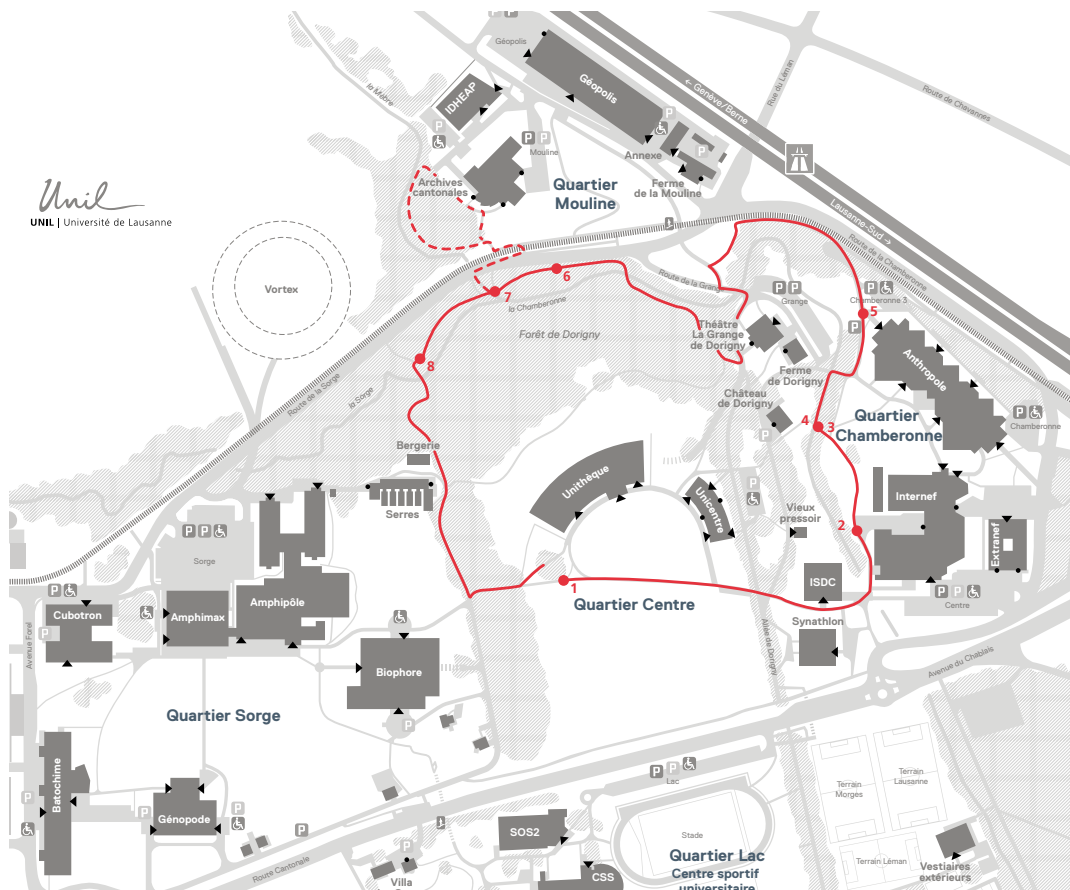 Géopolis
Géopolis
← Genève/Berne
Rue du Léman
Route de Chavannes
la Mèbre
IDHEAP
P
P
P
P
P
P
Mouline
Annexe
P
P
Archives
cantonales
Quartier
Mouline
Ferme
de la Mouline
Lausanne-Sud →
Route de la Chamberonne
Unil
UNIL | Université de Lausanne
Vortex
6
7
la Chamberonne
Route de la Grange
P P
Grange
P
Chamberonne 3
5
P
Forêt de Dorigny
Théâtre
La Grange
de Dorigny
Ferme
de Dorigny
Anthropole
8
Route de la Sorge
la Sorge
Château
de Dorigny
4
3
Quartier
Chamberonne
P P
Chamberonne
P
Bergerie
Unithèque
Unicentre
P
Serres
Internef
Vieux
pressoir
2
Extranef
P P
Sorge
ISDC
P P
Centre
1
Quartier Centre
Synathlon
Allée de Dorigny
Avenue du Chablais
P P
Cubotron
P
Avenue Forel
Amphimax
Amphipôle
Biophore
P
Quartier Sorge
Batochime
P
P
Génopode
P
P
Route Cantonale
P P
Lac
SOS2
Stade
Terrain
Morges
Terrain
Lausanne
Terrain Léman
Vestiaires
extérieurs
Quartier Lac
Centre sportif
universitaire
CSS
P
Villa